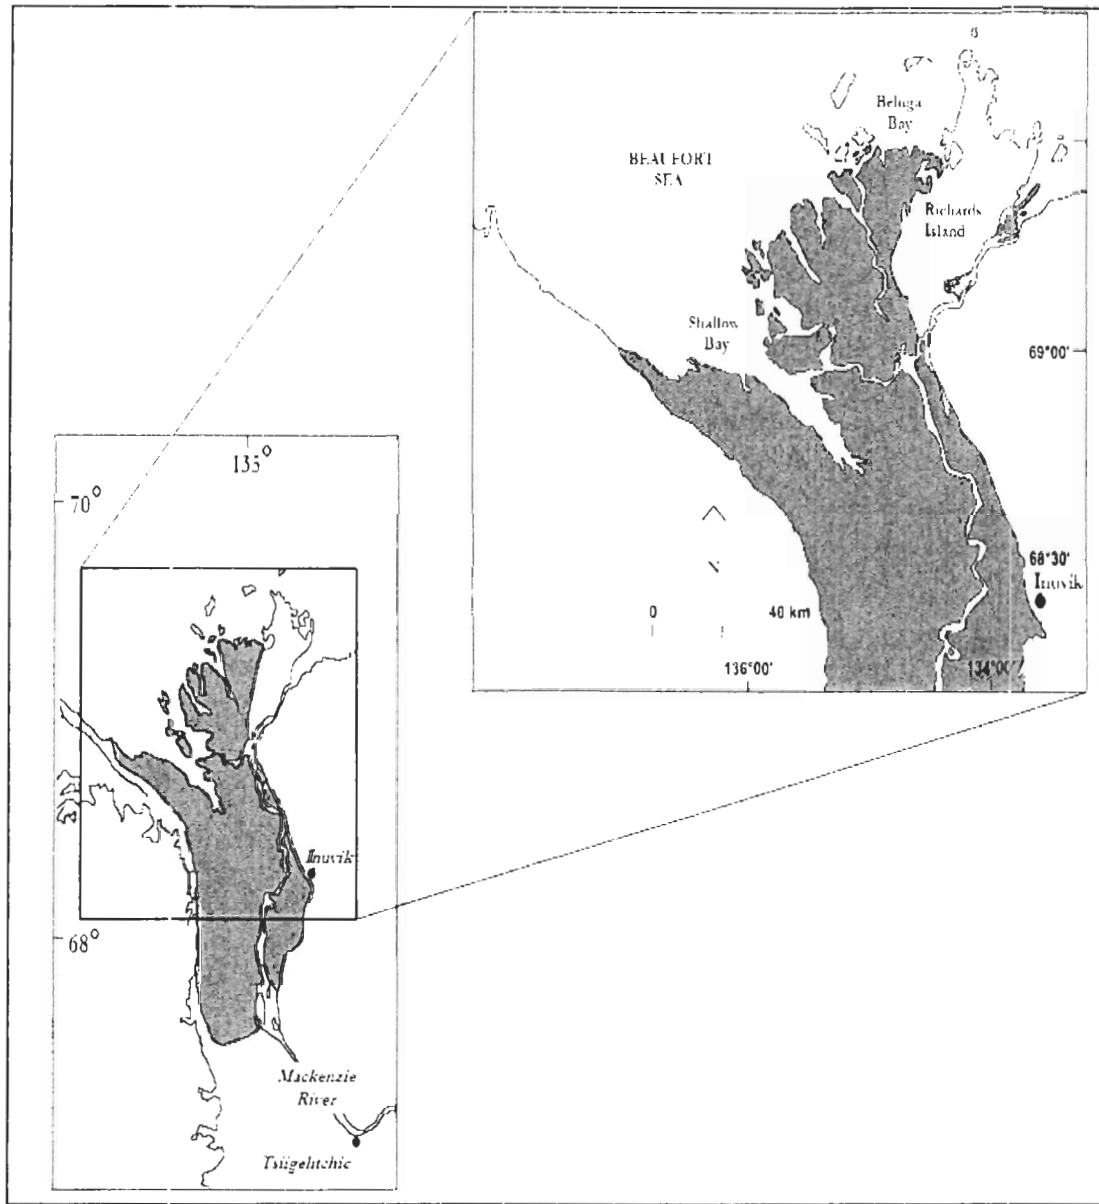 Beluga
Bay
BEAUFORT
SEA
Richards
Island
Shallow
Bay
69°00'
68°30'
Inuvik
N
0 40 km
136°00' 134°00'
135°
70°
Inuvik
68°
Mackenzie
River
Tsiigehtchic